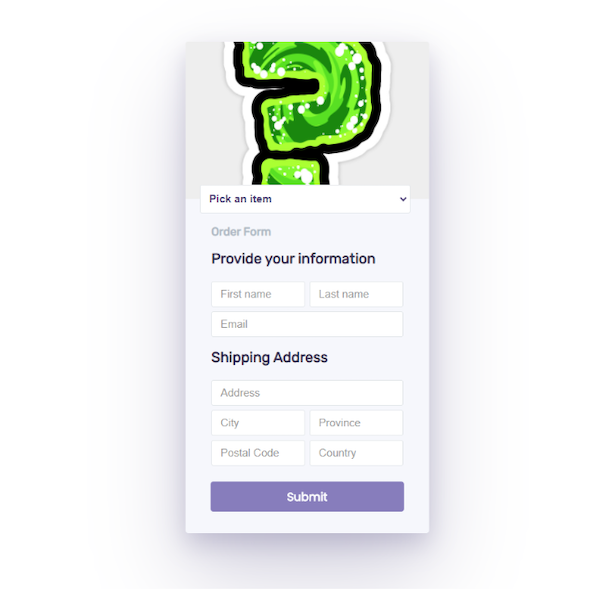 ?
Pick an item
Order Form
Provide your information
First name Last name
Email
Shipping Address
Address
City Province
Postal Code Country
Submit